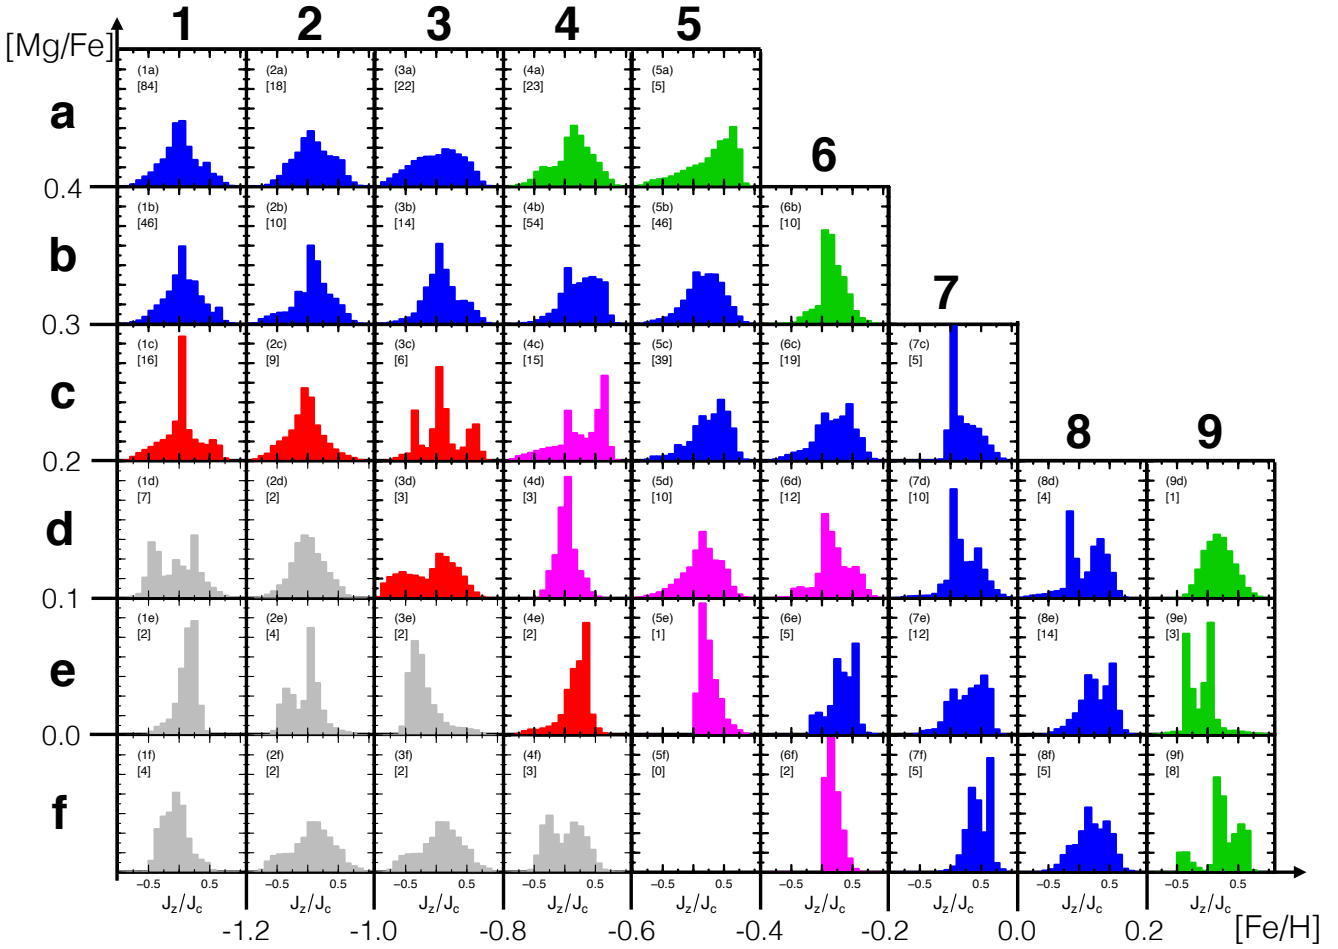 1 2 3 4 5
[Mg/Fe]
(1a) (2a) (3a) (4a) (5a)
[84] [18] [22] [23] [5]
a
6
0.4
(1b) (2b) (3b) (4b) (5b) (6b)
[46] [10] [14] [54] [46] [10]
b
7
0.3
(1c) (2c) (3c) (4c) (5c) (6c) (7c)
[16] [9] [6] [15] [39] [19] [5]
c
8 9
0.2
(1d) (2d) (3d) (4d) (5d) (6d) (7d) (8d) (9d)
[7] [2] [3] [3] [10] [12] [10] [4] [1]
d
0.1
(1e) (2e) (3e) (4e) (5e) (6e) (7e) (8e) (9e)
[2] [4] [2] [2] [1] [5] [12] [14] [3]
e
0.0
(1f) (2f) (3f) (4f) (5f) (6f) (7f) (8f) (9f)
[4] [2] [2] [3] [0] [2] [5] [5] [8]
f
−0.5 0.5 −0.5 0.5 −0.5 0.5 −0.5 0.5 −0.5 0.5 −0.5 0.5 −0.5 0.5 −0.5 0.5 −0.5 0.5
Jz/Jc Jz/Jc Jz/Jc Jz/Jc Jz/Jc Jz/Jc Jz/Jc Jz/Jc Jz/Jc
-1.2 -1.0 -0.8 -0.6 -0.4 -0.2 0.0 0.2 [Fe/H]